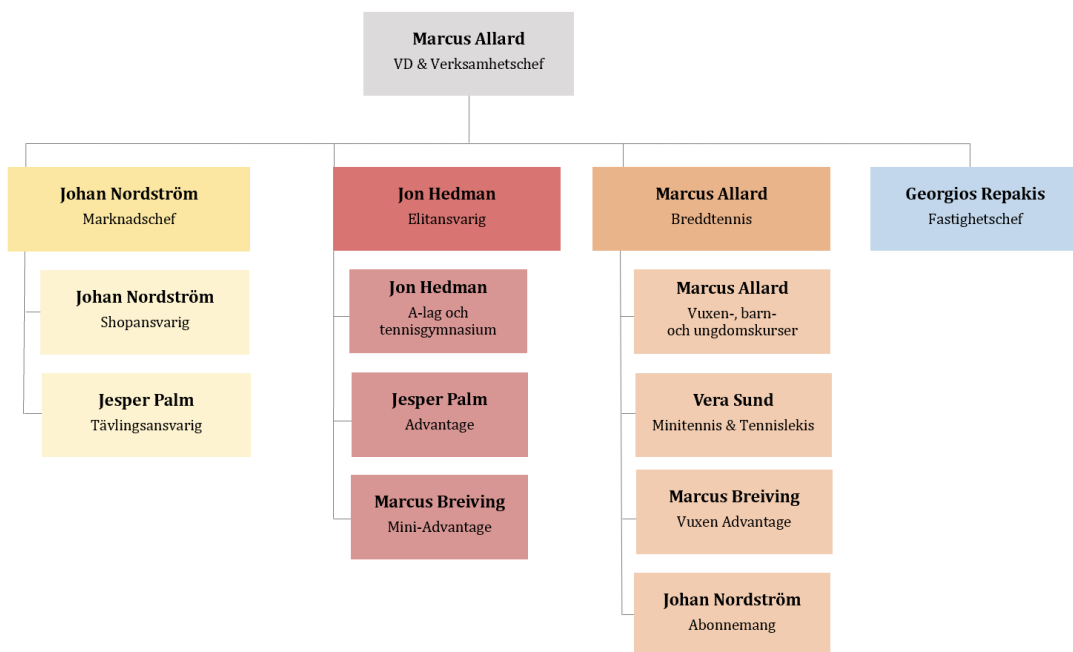 Marcus Allard
VD & Verksamhetschef
Johan Nordström
Marknadschef
Johan Nordström
Shopansvarig
Jesper Palm
Tävlingsansvarig
Jon Hedman
Elitansvarig
Jon Hedman
A-lag och
tennisgymnasium
Jesper Palm
Advantage
Marcus Breiving
Mini-Advantage
Marcus Allard
Breddtennis
Marcus Allard
Vuxen-, barn-
och ungdomskurser
Vera Sund
Minitennis & Tennislekis
Marcus Breiving
Vuxen Advantage
Johan Nordström
Abonnemang
Georgios Repakis
Fastighetschef